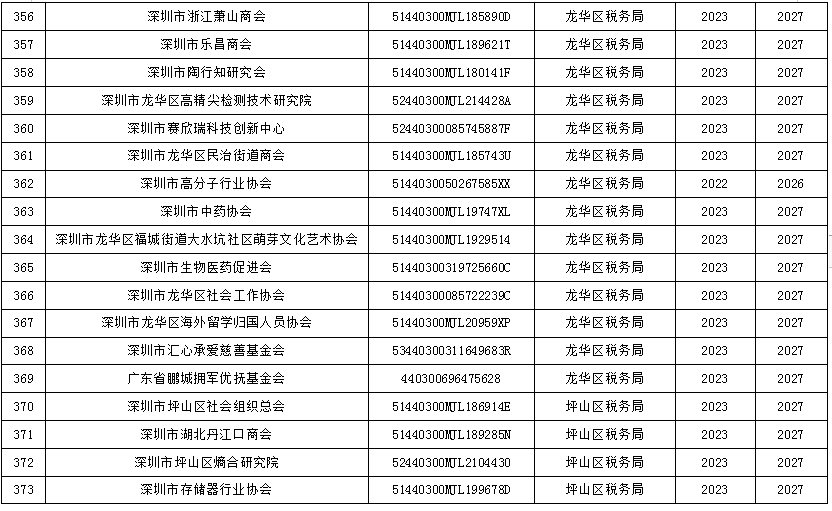 356 深圳市浙江萧山商会 51440300MJL185890D 龙华区税务局 2023 2027
357 深圳市乐昌商会 51440300MJL189621T 龙华区税务局 2023 2027
358 深圳市陶行知研究会 51440300MJL180141F 龙华区税务局 2023 2027
359 深圳市龙华区高精尖检测技术研究院 52440300MJL214428A 龙华区税务局 2023 2027
360 深圳市赛欣瑞科技创新中心 52440300085745887F 龙华区税务局 2023 2027
361 深圳市龙华区民治街道商会 51440300MJL185743U 龙华区税务局 2023 2027
362 深圳市高分子行业协会 5144030050267585XX 龙华区税务局 2022 2026
363 深圳市中药协会 51440300MJL19747XL 龙华区税务局 2023 2027
364 深圳市龙华区福城街道大水坑社区萌芽文化艺术协会 51440300MJL1929514 龙华区税务局 2023 2027
365 深圳市生物医药促进会 51440300319725660C 龙华区税务局 2023 2027
366 深圳市龙华区社会工作协会 51440300085722239C 龙华区税务局 2023 2027
367 深圳市龙华区海外留学归国人员协会 51440300MJL20959XP 龙华区税务局 2023 2027
368 深圳市汇心承爱慈善基金会 53440300311649683R 龙华区税务局 2023 2027
369 广东省鹏城拥军优抚基金会 440300696475628 龙华区税务局 2023 2027
370 深圳市坪山区社会组织总会 51440300MJL186914E 坪山区税务局 2023 2027
371 深圳市湖北丹江口商会 51440300MJL189285N 坪山区税务局 2023 2027
372 深圳市坪山区熵合研究院 52440300MJL2104430 坪山区税务局 2023 2027
373 深圳市存储器行业协会 51440300MJL199678D 坪山区税务局 2023 2027